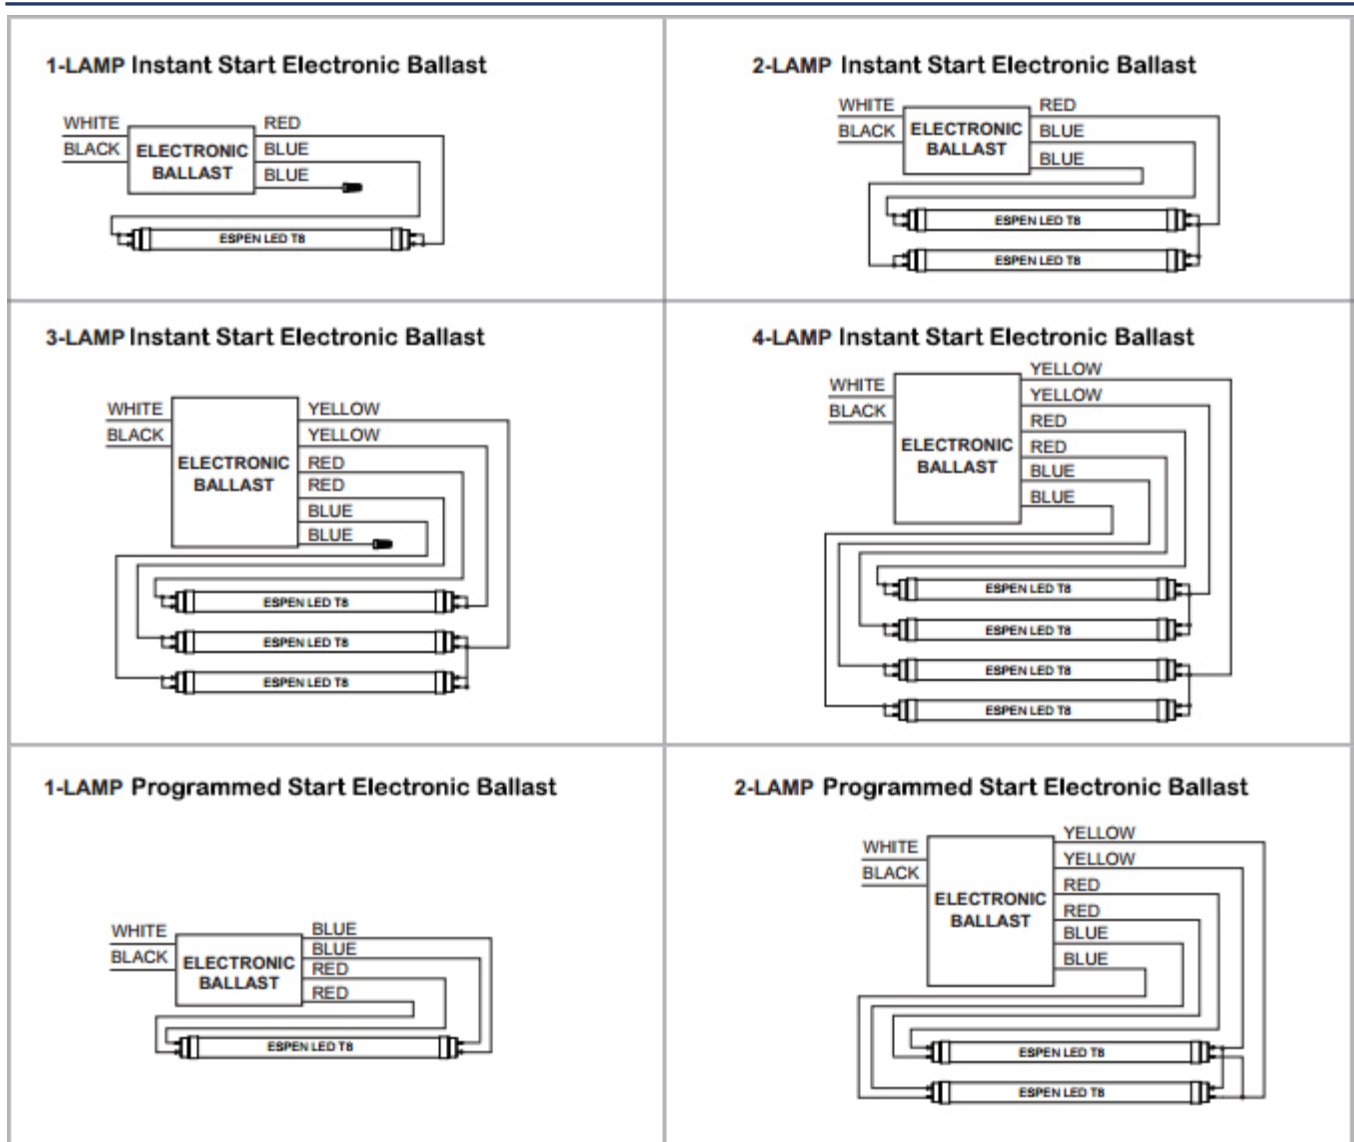 1-LAMP Instant Start Electronic Ballast
WHITE
BLACK
ELECTRONIC
BALLAST
RED
BLUE
BLUE
ESPEN LED T8
2-LAMP Instant Start Electronic Ballast
WHITE
BLACK
ELECTRONIC
BALLAST
RED
BLUE
BLUE
ESPEN LED T8
ESPEN LED T8
3-LAMP Instant Start Electronic Ballast
WHITE
BLACK
ELECTRONIC
BALLAST
YELLOW
YELLOW
RED
RED
BLUE
BLUE
ESPEN LED T8
ESPEN LED T8
ESPEN LED T8
4-LAMP Instant Start Electronic Ballast
WHITE
BLACK
ELECTRONIC
BALLAST
YELLOW
YELLOW
RED
RED
BLUE
BLUE
ESPEN LED T8
ESPEN LED T8
ESPEN LED T8
ESPEN LED T8
1-LAMP Programmed Start Electronic Ballast
WHITE
BLACK
ELECTRONIC
BALLAST
BLUE
BLUE
RED
RED
ESPEN LED T8
2-LAMP Programmed Start Electronic Ballast
WHITE
BLACK
ELECTRONIC
BALLAST
YELLOW
YELLOW
RED
RED
BLUE
BLUE
ESPEN LED T8
ESPEN LED T8